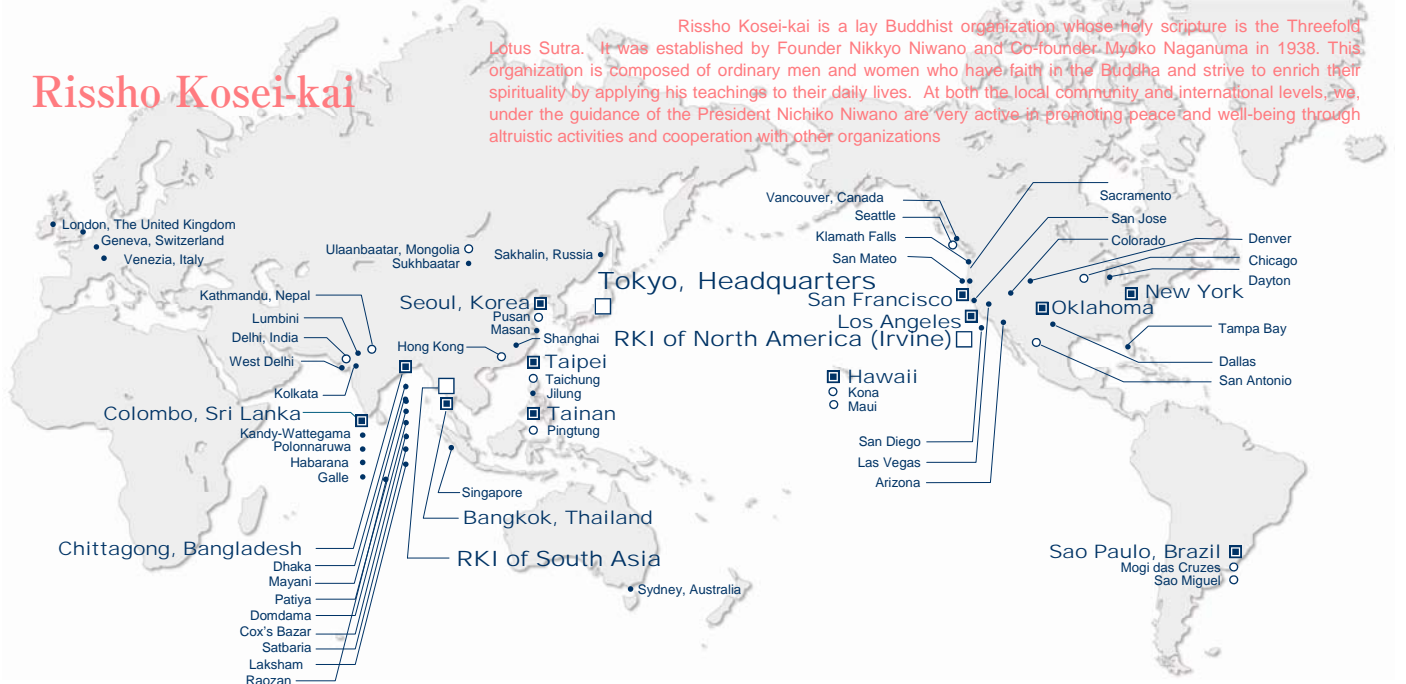 Rissho Kosei-kai is a lay Buddhist organization whose holy scripture is the Threefold
Lotus Sutra. It was established by Founder Nikkyo Niwano and Co-founder Myoko Naganuma in 1938. This
organization is composed of ordinary men and women who have faith in the Buddha and strive to enrich their
spirituality by applying his teachings to their daily lives. At both the local community and international levels, we,
under the guidance of the President Nichiko Niwano are very active in promoting peace and well-being through
altruistic activities and cooperation with other organizations
Rissho Kosei-kai
London, The United Kingdom
Geneva, Switzerland
Venezia, Italy
Ulaanbaatar, Mongolia
Sukhbaatar
Sakhalin, Russia
Tokyo, Headquarters
Seoul, Korea
Pusan
Masan
Shanghai
Hong Kong
Kathmandu, Nepal
Lumbini
Delhi, India
West Delhi
Kolkata
Colombo, Sri Lanka
Kandy-Wattegama
Polonnaruwa
Habarana
Galle
Taipei
Taichung
Jilung
Tainan
Pingtung
Singapore
Bangkok, Thailand
RKI of South Asia
Chittagong, Bangladesh
Dhaka
Mayani
Patiya
Domdama
Cox's Bazar
Satbaria
Laksham
Raozan
Sydney, Australia
Vancouver, Canada
Seattle
Klamath Falls
San Mateo
San Francisco
Los Angeles
RKI of North America (Irvine)
Hawaii
Kona
Maui
San Diego
Las Vegas
Arizona
Sacramento
San Jose
Colorado
Denver
Chicago
Dayton
New York
Oklahoma
Tampa Bay
Dallas
San Antonio
Sao Paulo, Brazil
Mogi das Cruzes
Sao Miguel